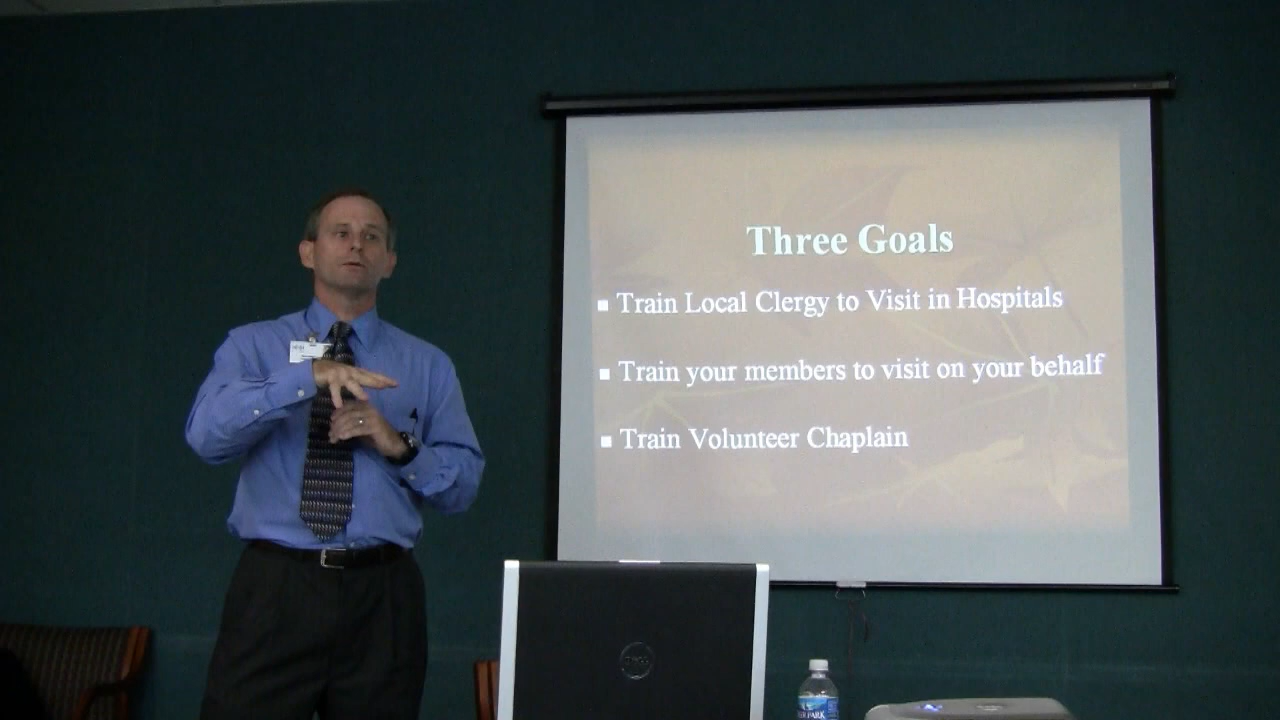 Three Goals
Train Local Clergy to Visit in Hospitals
Train your members to visit on your behalf
Train Volunteer Chaplain
DELL